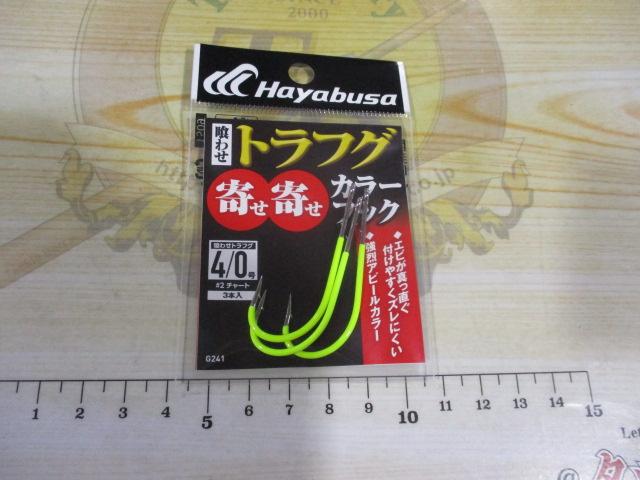 2000
Hayabusa
喰わせ
トラフグ
寄せ 寄せ
カラー
フック
喰わせトラフグ
4/0号
#2 チャート
3本入
◆エビが真っ直ぐ
付けやすくズレにくい
◆強烈アピールカラー
G241
1 2 3 4 5 6 7 8 9 10 11 12 13 14 15